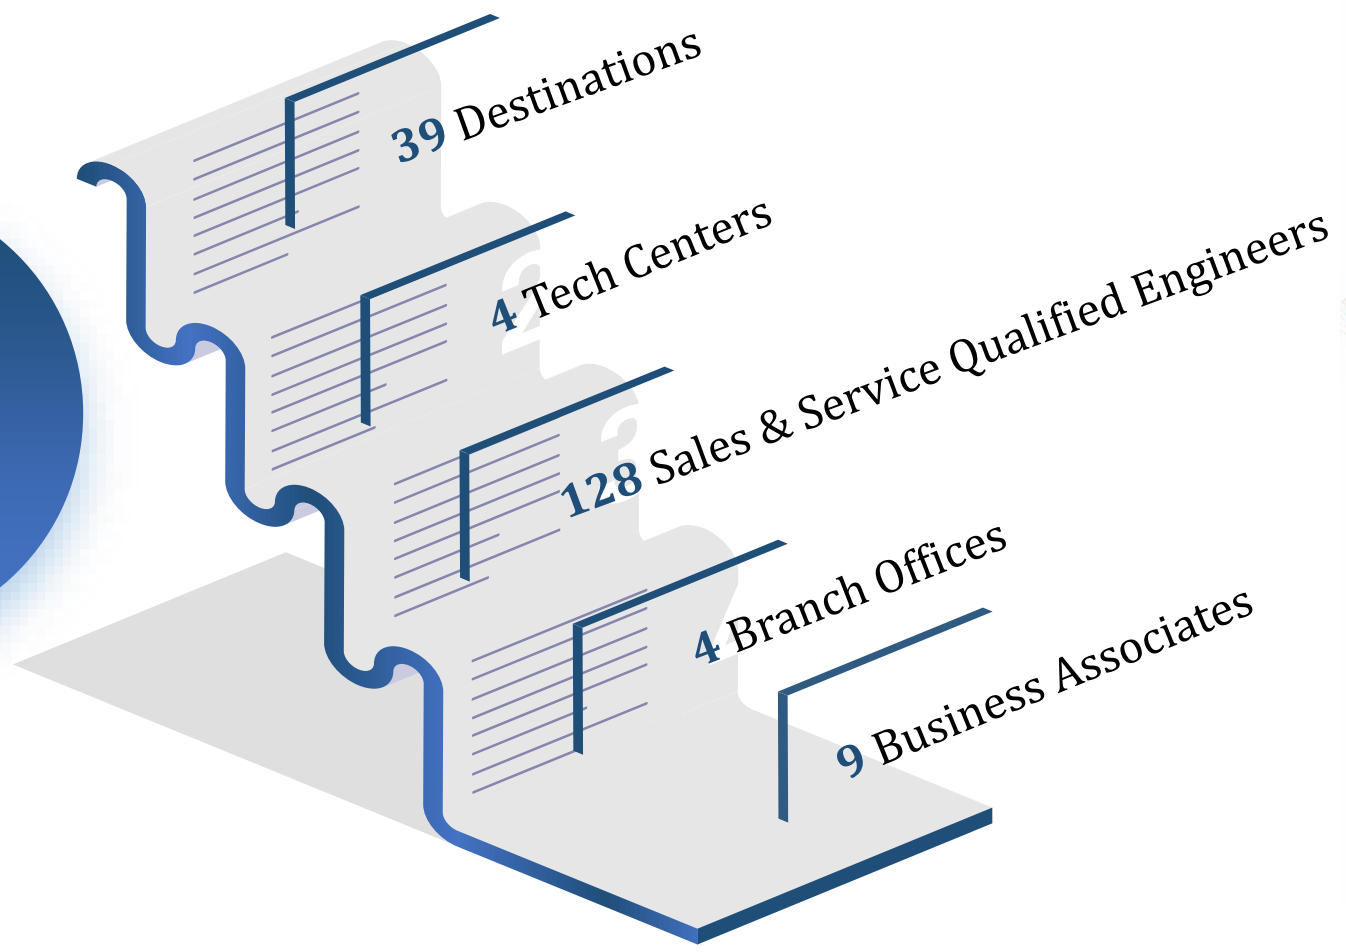 39 Destinations
4 Tech Centers
128 Sales & Service Qualified Engineers
4 Branch Offices
9 Business Associates